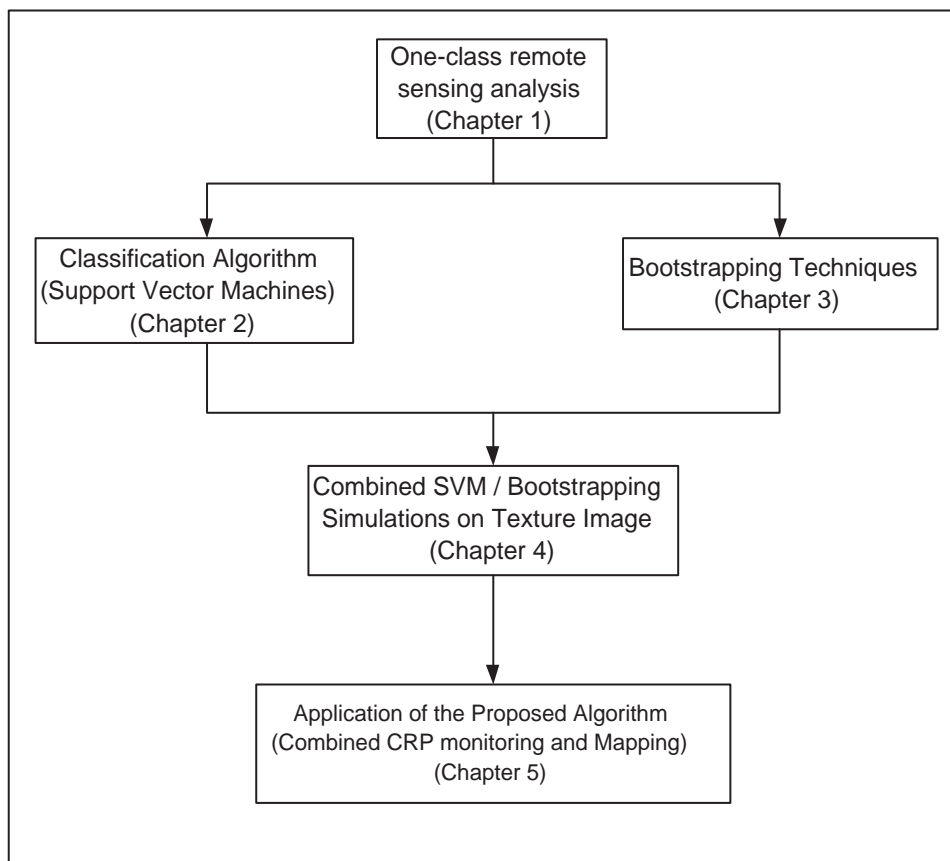 One-class remote
sensing analysis
(Chapter 1)
Classification Algorithm
(Support Vector Machines)
(Chapter 2)
Bootstrapping Techniques
(Chapter 3)
Combined SVM / Bootstrapping
Simulations on Texture Image
(Chapter 4)
Application of the Proposed Algorithm
(Combined CRP monitoring and Mapping)
(Chapter 5)